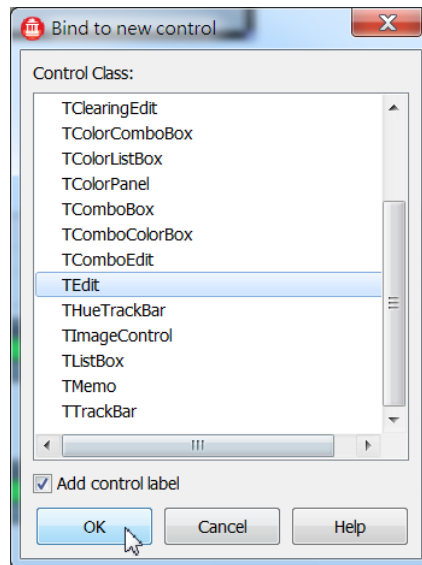 Bind to new control
Control Class:
TClearingEdit
TColorComboBox
TColorListBox
TColorPanel
TComboBox
TComboColorBox
TComboEdit
TEdit
THueTrackBar
TImageControl
TListBox
TMemo
TTrackBar
Add control label
OK Cancel Help